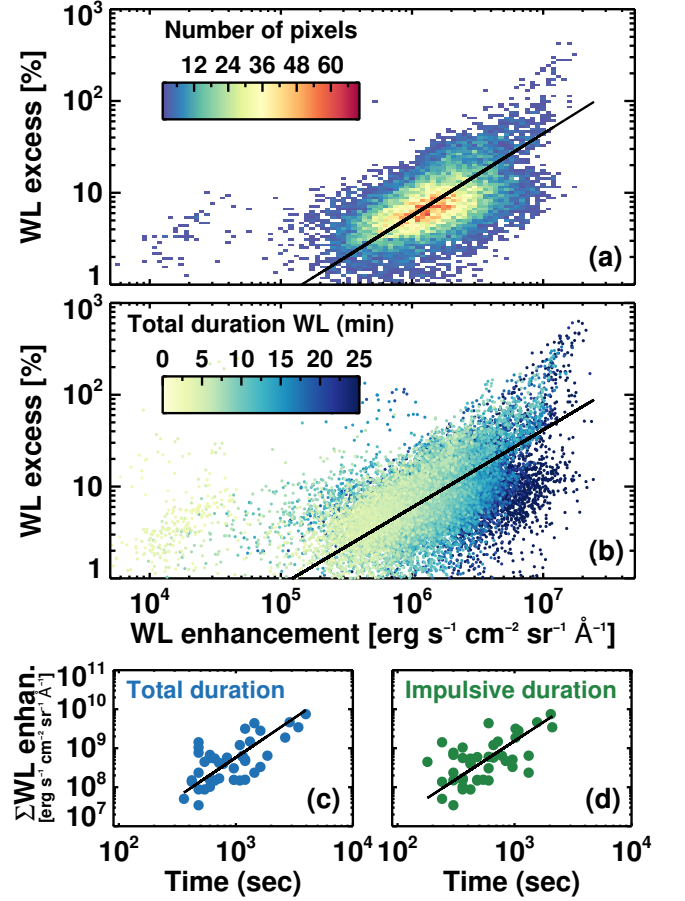 10³
Number of pixels
12 24 36 48 60
10²
10
1
WL excess [%]
(a)
10³
Total duration WL (min)
0 5 10 15 20 25
10²
10
1
WL excess [%]
(b)
10⁴ 10⁵ 10⁶ 10⁷
WL enhancement [erg s⁻¹ cm⁻² sr⁻¹ Å⁻¹]
ΣWL enhan.
[erg s⁻¹ cm⁻² sr⁻¹ Å⁻¹]
10¹¹
10¹⁰
10⁹
10⁸
10⁷
Total duration
(c)
10² 10³ 10⁴
Time (sec)
Impulsive duration
(d)
10² 10³ 10⁴
Time (sec)